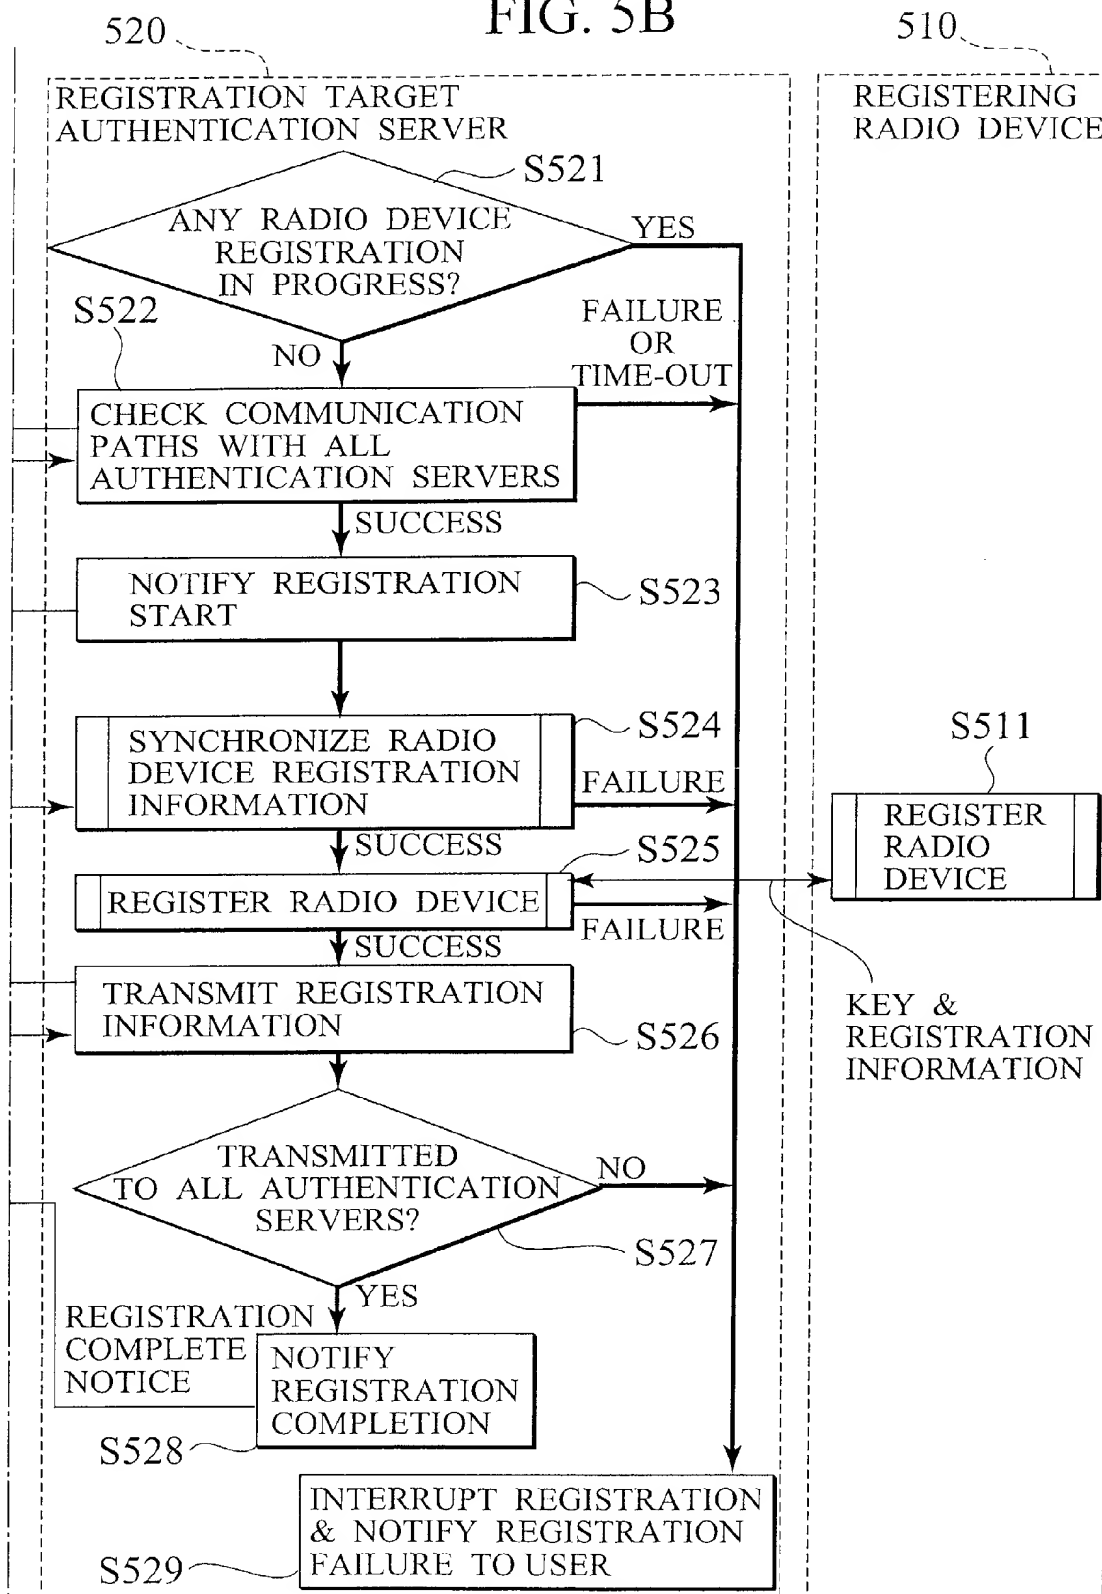 FIG. 5B
520
510
REGISTRATION TARGET
AUTHENTICATION SERVER
REGISTERING
RADIO DEVICE
S521
ANY RADIO DEVICE
REGISTRATION
IN PROGRESS?
YES
S522
NO
FAILURE
OR
TIME-OUT
CHECK COMMUNICATION
PATHS WITH ALL
AUTHENTICATION SERVERS
SUCCESS
NOTIFY REGISTRATION
START
S523
SYNCHRONIZE RADIO
DEVICE REGISTRATION
INFORMATION
S524
FAILURE
S511
REGISTER
RADIO
DEVICE
SUCCESS
S525
REGISTER RADIO DEVICE
FAILURE
SUCCESS
TRANSMIT REGISTRATION
INFORMATION
S526
KEY &
REGISTRATION
INFORMATION
TRANSMITTED
TO ALL AUTHENTICATION
SERVERS?
NO
S527
YES
REGISTRATION
COMPLETE
NOTICE
NOTIFY
REGISTRATION
COMPLETION
S528
INTERRUPT REGISTRATION
& NOTIFY REGISTRATION
FAILURE TO USER
S529